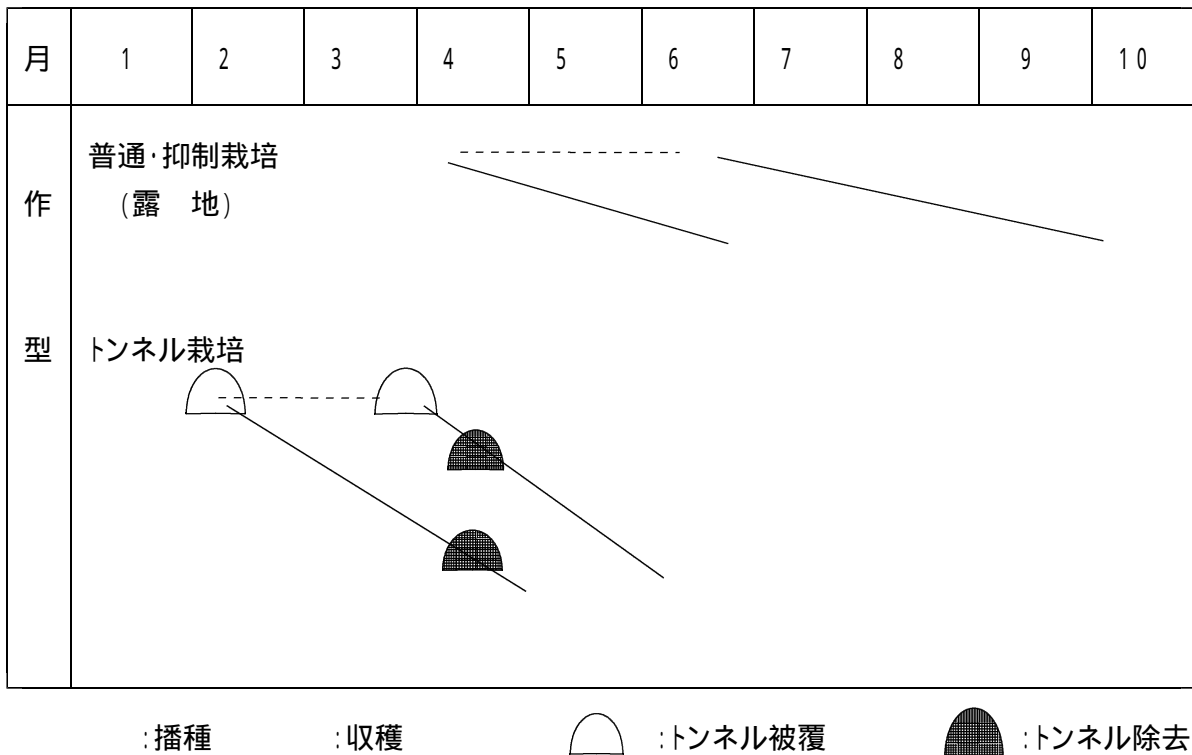 月 1 2 3 4 5 6 7 8 9 10
普通・抑制栽培
作 (露 地)
型 トンネル栽培
:播種 :収穫 :トンネル被覆 :トンネル除去